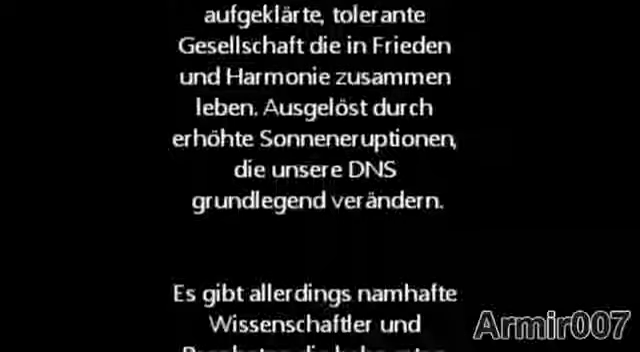 aufgeklärte, tolerante
Gesellschaft die in Frieden
und Harmonie zusammen
leben. Ausgelöst durch
erhöhte Sonneneruptionen,
die unsere DNS
grundlegend verändern.
Es gibt allerdings namhafte
Wissenschaftler und
Armir007